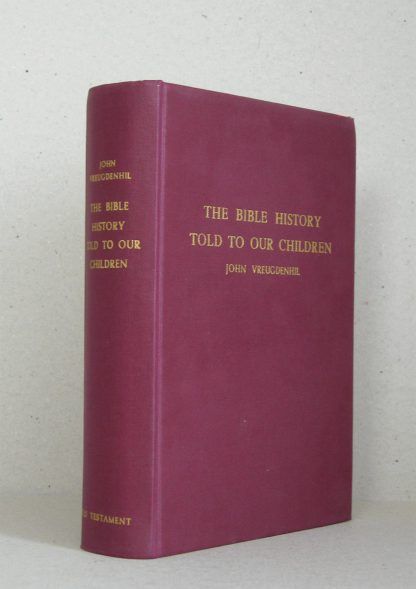 JOHN
VREUGDENHIL
THE BIBLE
HISTORY
TOLD TO OUR
CHILDREN
TESTAMENT
THE BIBLE HISTORY
TOLD TO OUR CHILDREN
JOHN VREUGDENHIL